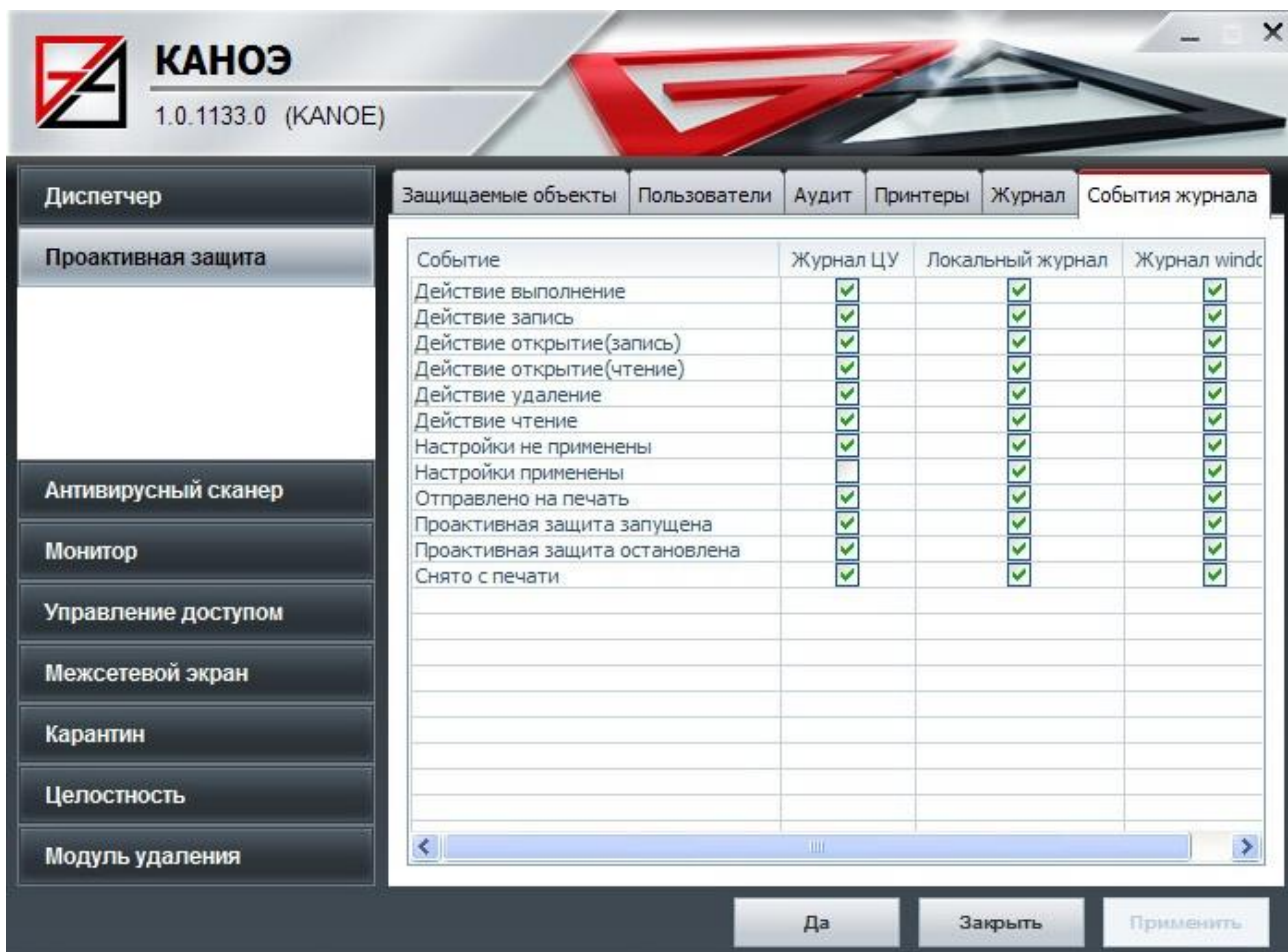 КАНОЭ
1.0.1133.0 (KANOE)
Диспетчер
Проактивная защита
Антивирусный сканер
Монитор
Управление доступом
Межсетевой экран
Карантин
Целостность
Модуль удаления
Защищаемые объекты Пользователи Аудит Принтеры Журнал События журнала
Событие Журнал ЦУ Локальный журнал Журнал windo
Действие выполнение
Действие запись
Действие открытие(запись)
Действие открытие(чтение)
Действие удаление
Действие чтение
Настройки не применены
Настройки применены
Отправлено на печать
Проактивная защита запущена
Проактивная защита остановлена
Снято с печати
Да Закрыть Применить